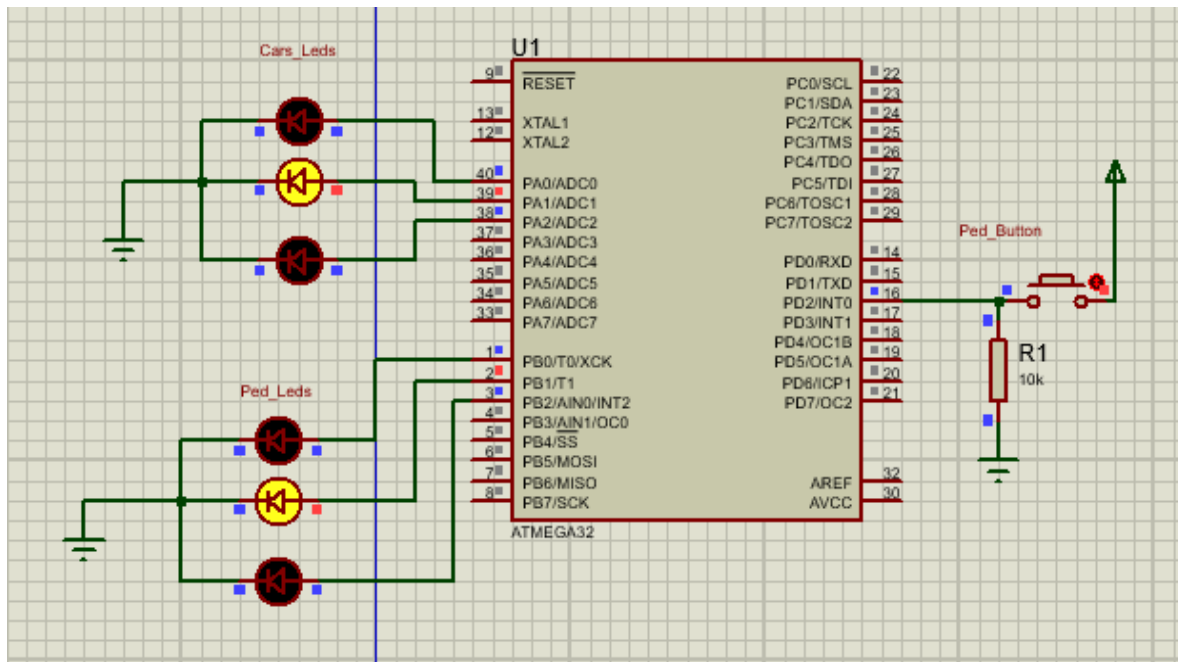 Cars_Leds
U1
9 RESET PC0/SCL 22
PC1/SDA 23
13 XTAL1 PC2/TCK 24
12 XTAL2 PC3/TMS 25
PC4/TDO 26
40 PA0/ADC0 PC5/TDI 27
39 PA1/ADC1 PC6/TOSC1 28
38 PA2/ADC2 PC7/TOSC2 29
37 PA3/ADC3
36 PA4/ADC4 PD0/RXD 14
35 PA5/ADC5 PD1/TXD 15
34 PA6/ADC6 PD2/INT0 16
33 PA7/ADC7 PD3/INT1 17
PD4/OC1B 18
1 PB0/T0/XCK PD5/OC1A 19
2 PB1/T1 PD6/ICP1 20
3 PB2/AIN0/INT2 PD7/OC2 21
4 PB3/AIN1/OC0
5 PB4/SS
6 PB5/MOSI
7 PB6/MISO AREF 32
8 PB7/SCK AVCC 30
ATMEGA32
Ped_Button
R1
10k
Ped_Leds